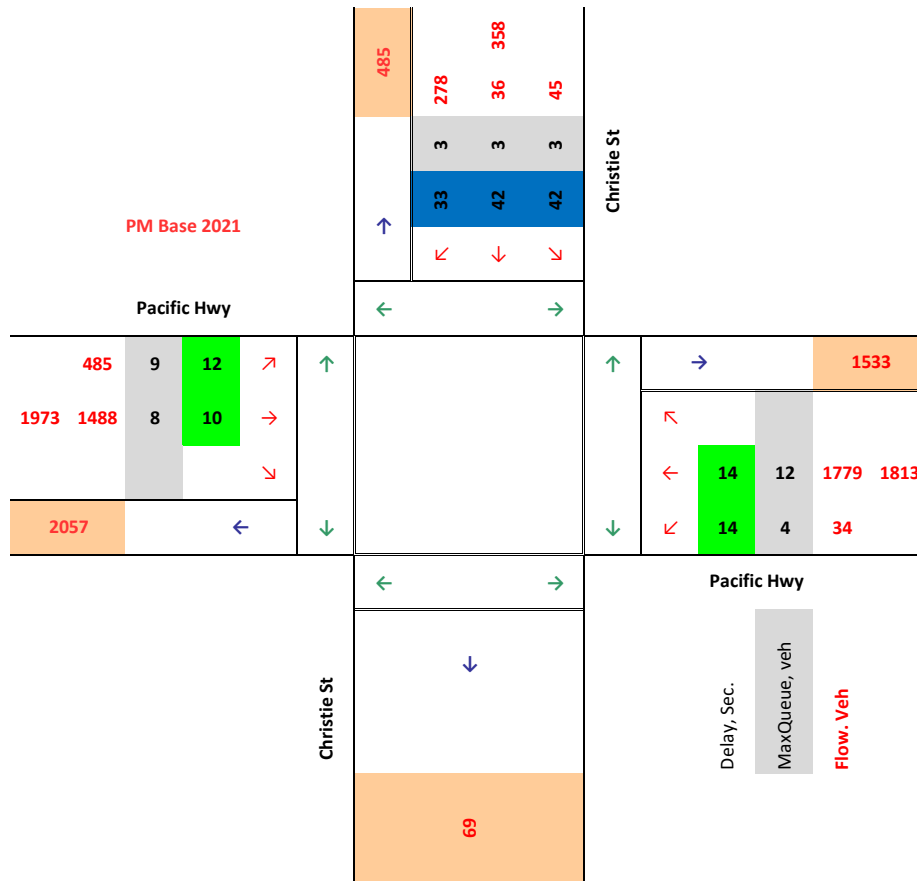 358
485
278 36 45
3 3 3
33 42 42
↑
↙ ↓ ↘
Christie St
PM Base 2021
Pacific Hwy
← →
485 9 12 ↗
1973 1488 8 10 →
↘
2057 ←
↑
↓
↑
↓
→ 1533
↖
← 14 12 1779 1813
↙ 14 4 34
← →
Pacific Hwy
↓
Christie St
Delay, Sec.
MaxQueue, veh
Flow. Veh
69